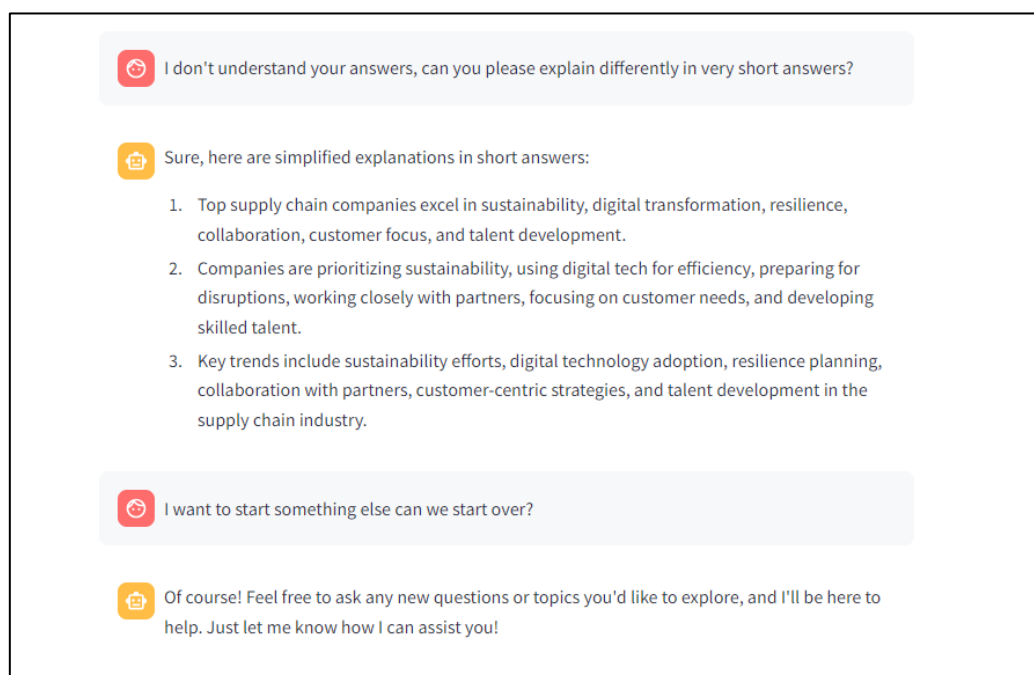 I don't understand your answers, can you please explain differently in very short answers?
Sure, here are simplified explanations in short answers:
1. Top supply chain companies excel in sustainability, digital transformation, resilience,
collaboration, customer focus, and talent development.
2. Companies are prioritizing sustainability, using digital tech for efficiency, preparing for
disruptions, working closely with partners, focusing on customer needs, and developing
skilled talent.
3. Key trends include sustainability efforts, digital technology adoption, resilience planning,
collaboration with partners, customer-centric strategies, and talent development in the
supply chain industry.
I want to start something else can we start over?
Of course! Feel free to ask any new questions or topics you'd like to explore, and I'll be here to
help. Just let me know how I can assist you!